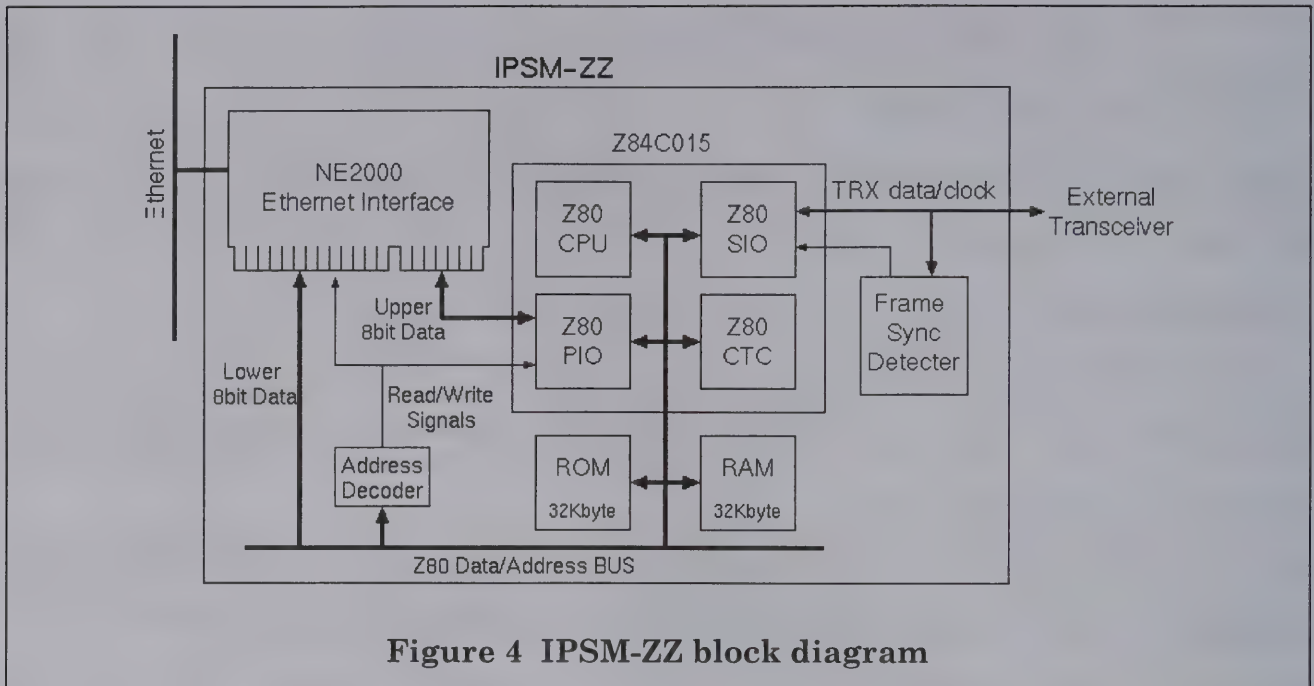 IPSM-ZZ
Ethernet
NE2000
Ethernet Interface
Z84C015
Z80
CPU
Z80
SIO
TRX data/clock
External
Transceiver
Upper
8bit Data
Z80
PIO
Z80
CTC
Frame
Sync
Detecter
Lower
8bit Data
Read/Write
Signals
Address
Decoder
ROM
32Kbyte
RAM
32Kbyte
Z80 Data/Address BUS
Figure 4 IPSM-ZZ block diagram